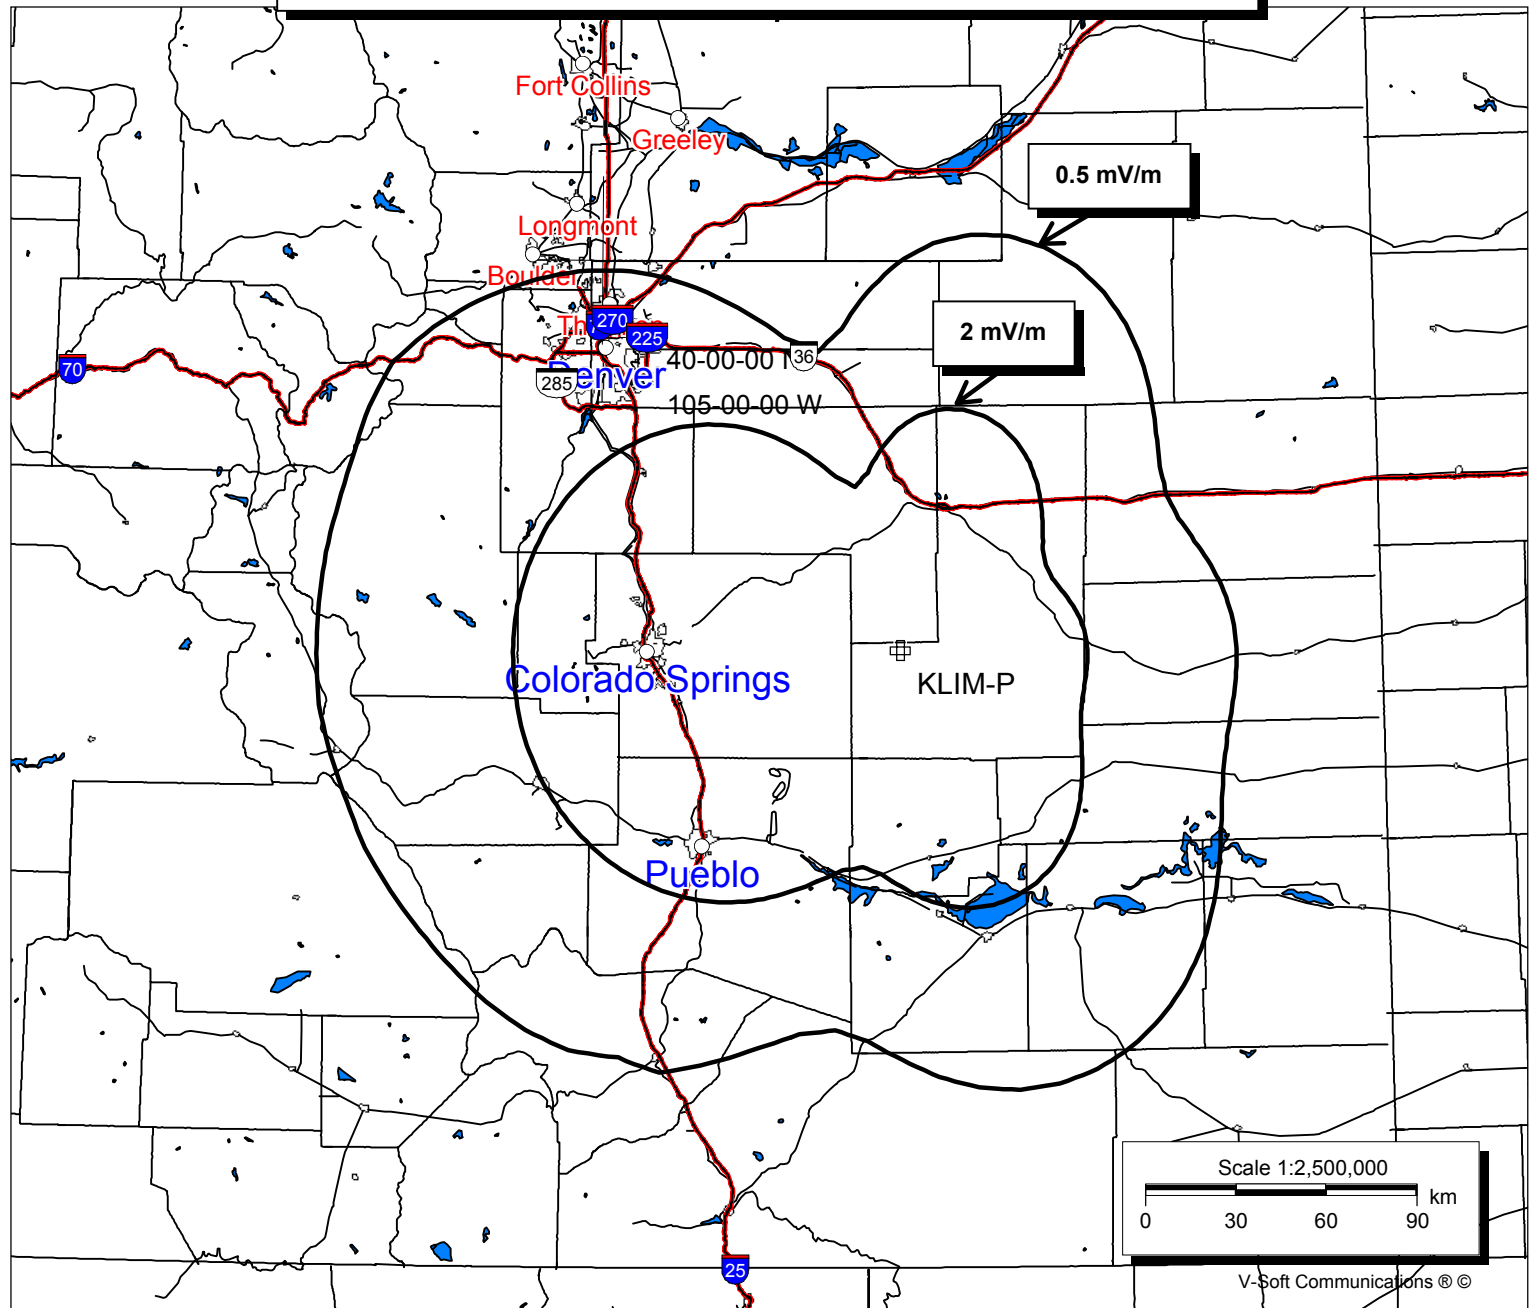 Fort Collins
Greeley
0.5 mV/m
Longmont
Boulder
2 mV/m
270
225
36
40-00-00
70
285
Denver
105-00-00 W
Colorado Springs
KLIM-P
Pueblo
Scale 1:2,500,000
km
0 30 60 90
25
V-Soft Communications ® ©